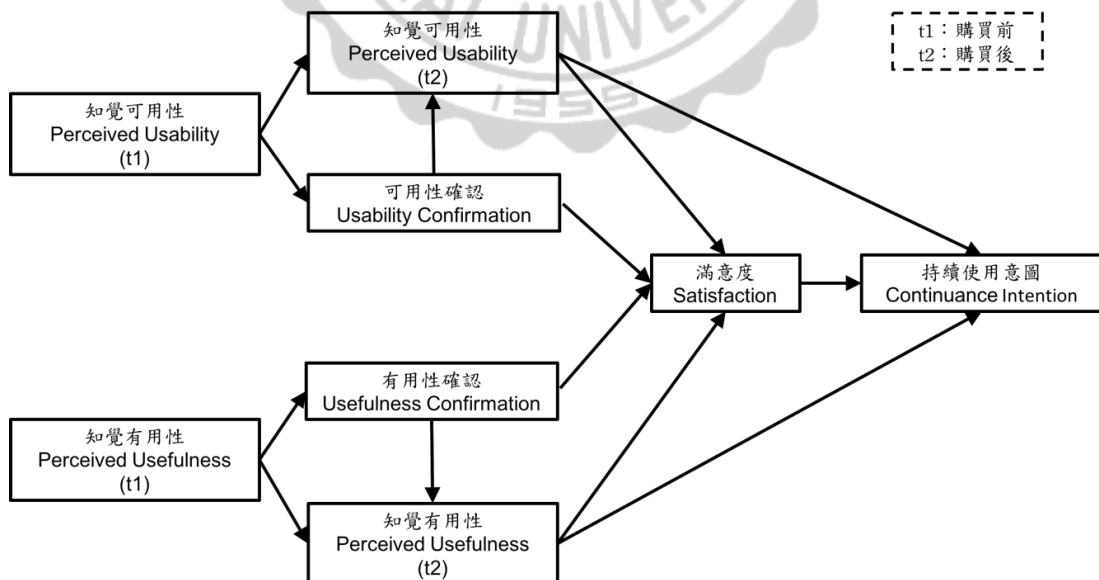 UNIVE
1955
t1：購買前
t2：購買後
知覺可用性
Perceived Usability
(t2)
知覺可用性
Perceived Usability
(t1)
可用性確認
Usability Confirmation
滿意度
Satisfaction
持續使用意圖
Continuance Intention
有用性確認
Usefulness Confirmation
知覺有用性
Perceived Usefulness
(t1)
知覺有用性
Perceived Usefulness
(t2)